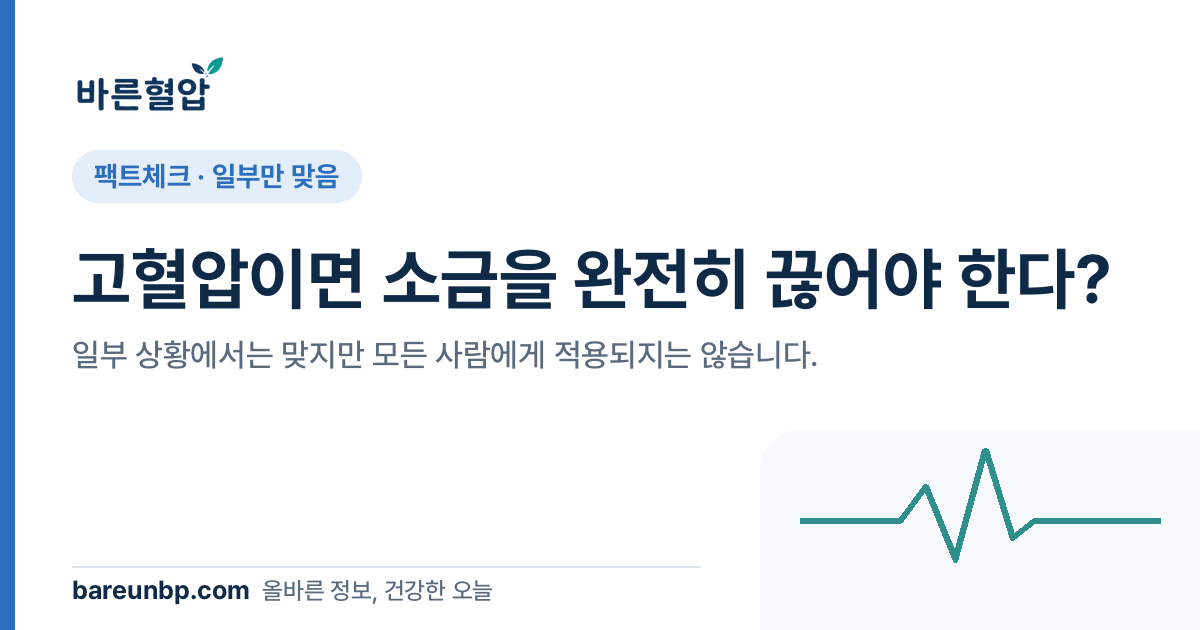 바른혈압
팩트체크 · 일부만 맞음
고혈압이면 소금을 완전히 끊어야 한다?
일부 상황에서는 맞지만 모든 사람에게 적용되지는 않습니다.
bareunbp.com 올바른 정보, 건강한 오늘